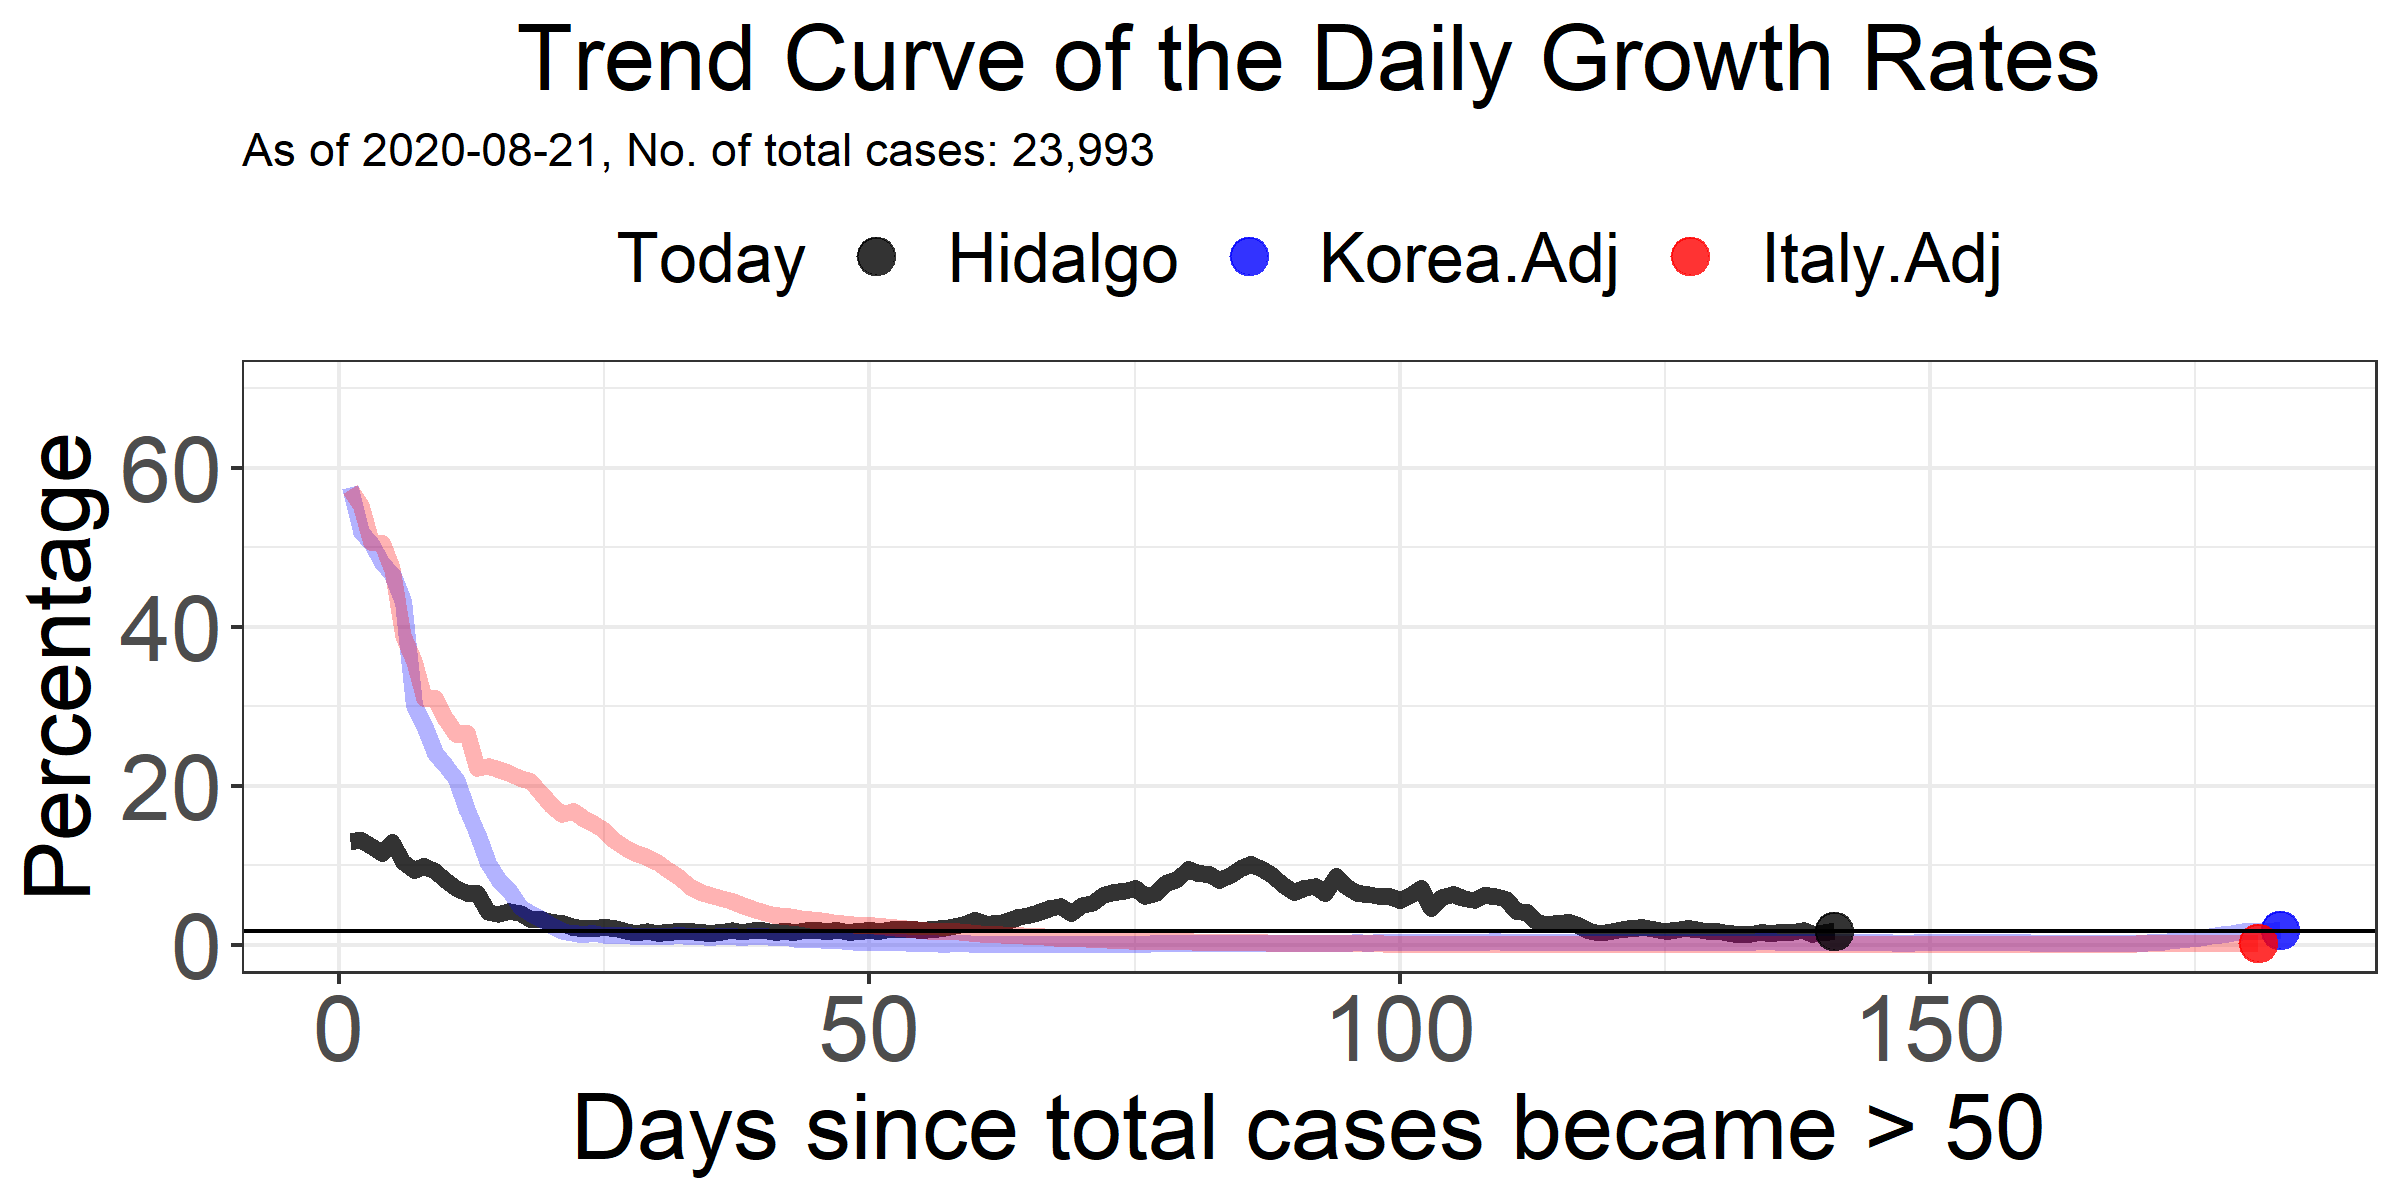 Trend Curve of the Daily Growth Rates
As of 2020-08-21, No. of total cases: 23,993
Today Hidalgo Korea.Adj Italy.Adj
Percentage
60
40
20
0
0 50 100 150
Days since total cases became > 50